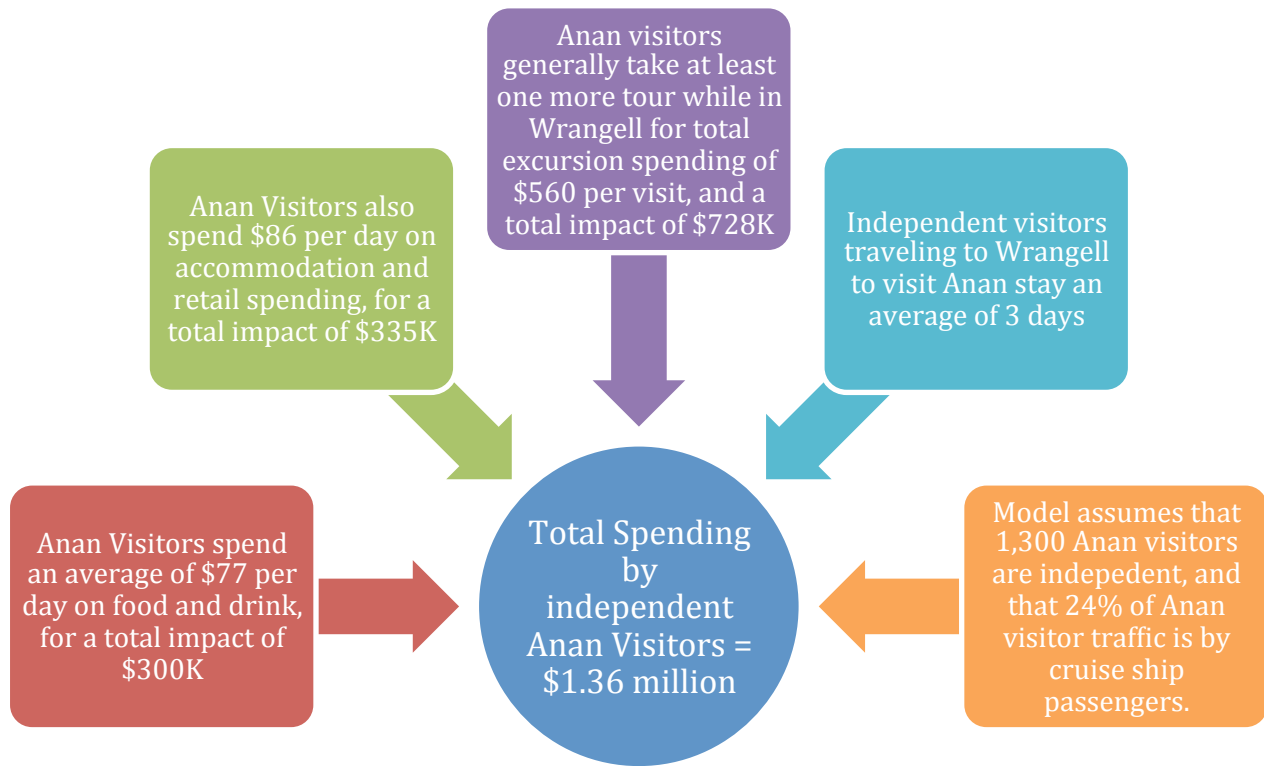 Anan visitors
generally take at least
one more tour while in
Wrangell for total
excursion spending of
$560 per visit, and a
total impact of $728K
Anan Visitors also
spend $86 per day on
accommodation and
retail spending, for a
total impact of $335K
Independent visitors
traveling to Wrangell
to visit Anan stay an
average of 3 days
Anan Visitors spend
an average of $77 per
day on food and drink,
for a total impact of
$300K
Total Spending
by
independent
Anan Visitors =
$1.36 million
Model assumes that
1,300 Anan visitors
are indepedent, and
that 24% of Anan
visitor traffic is by
cruise ship
passengers.